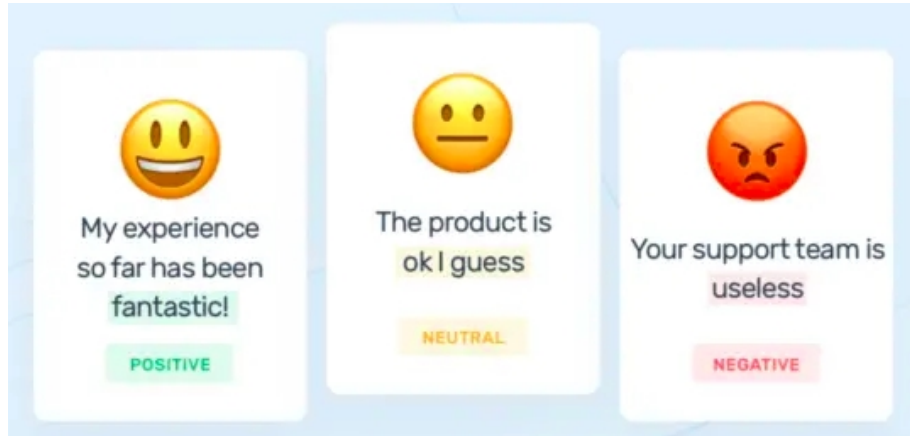 My experience
so far has been
fantastic!
POSITIVE
The product is
ok I guess
NEUTRAL
Your support team is
useless
NEGATIVE